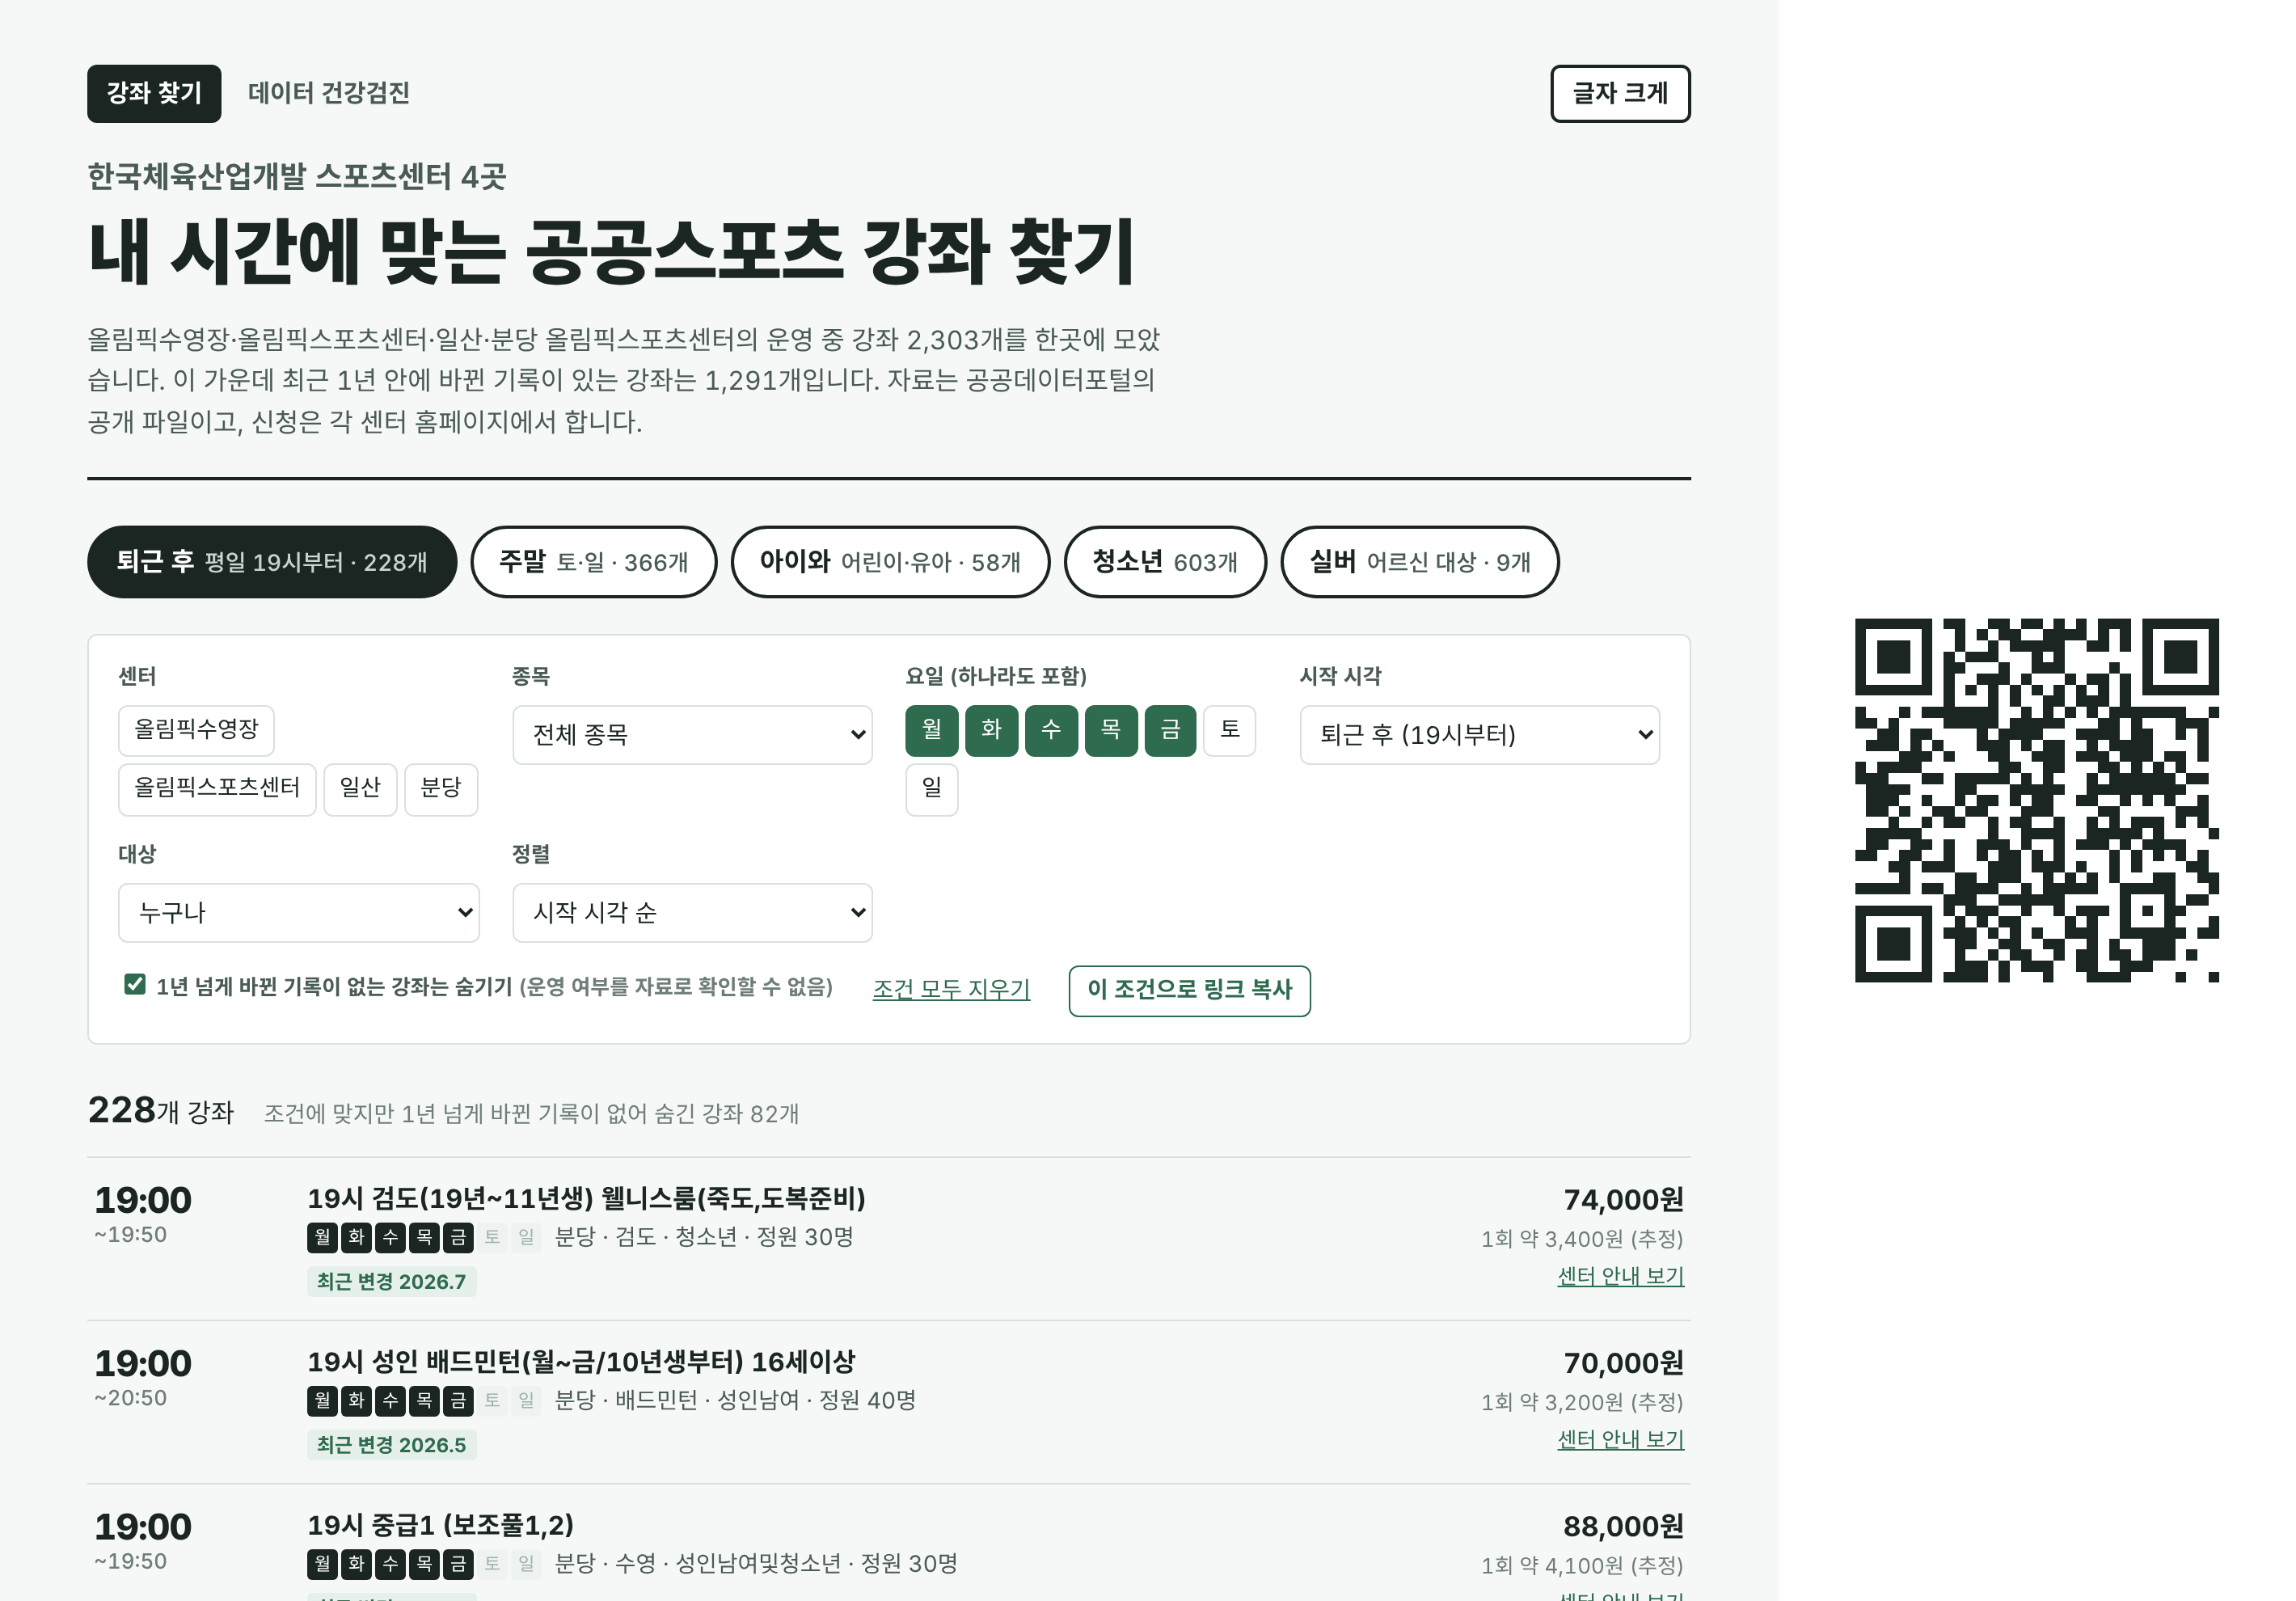 강좌 찾기 데이터 건강검진 글자 크게
한국체육산업개발 스포츠센터 4곳
내 시간에 맞는 공공스포츠 강좌 찾기
올림픽수영장·올림픽스포츠센터·일산·분당 올림픽스포츠센터의 운영 중 강좌 2,303개를 한곳에 모았
습니다. 이 가운데 최근 1년 안에 바뀐 기록이 있는 강좌는 1,291개입니다. 자료는 공공데이터포털의
공개 파일이고, 신청은 각 센터 홈페이지에서 합니다.
퇴근 후 평일 19시부터 · 228개 주말 토·일 · 366개 아이와 어린이·유아 · 58개 청소년 603개 실버 어르신 대상 · 9개
센터
올림픽수영장
올림픽스포츠센터 일산 분당
종목
전체 종목
요일 (하나라도 포함)
월 화 수 목 금 토
일
시작 시각
퇴근 후 (19시부터)
대상
누구나
정렬
시작 시각 순
1년 넘게 바뀐 기록이 없는 강좌는 숨기기 (운영 여부를 자료로 확인할 수 없음) 조건 모두 지우기 이 조건으로 링크 복사
228개 강좌 조건에 맞지만 1년 넘게 바뀐 기록이 없어 숨긴 강좌 82개
19:00
~19:50
19시 검도(19년~11년생) 웰니스룸(죽도,도복준비)
월 화 수 목 금 토 일 분당 · 검도 · 청소년 · 정원 30명
최근 변경 2026.7
74,000원
1회 약 3,400원 (추정)
센터 안내 보기
19:00
~20:50
19시 성인 배드민턴(월~금/10년생부터) 16세이상
월 화 수 목 금 토 일 분당 · 배드민턴 · 성인남여 · 정원 40명
최근 변경 2026.5
70,000원
1회 약 3,200원 (추정)
센터 안내 보기
19:00
~19:50
19시 중급1 (보조풀1,2)
월 화 수 목 금 토 일 분당 · 수영 · 성인남여및청소년 · 정원 30명
88,000원
1회 약 4,100원 (추정)